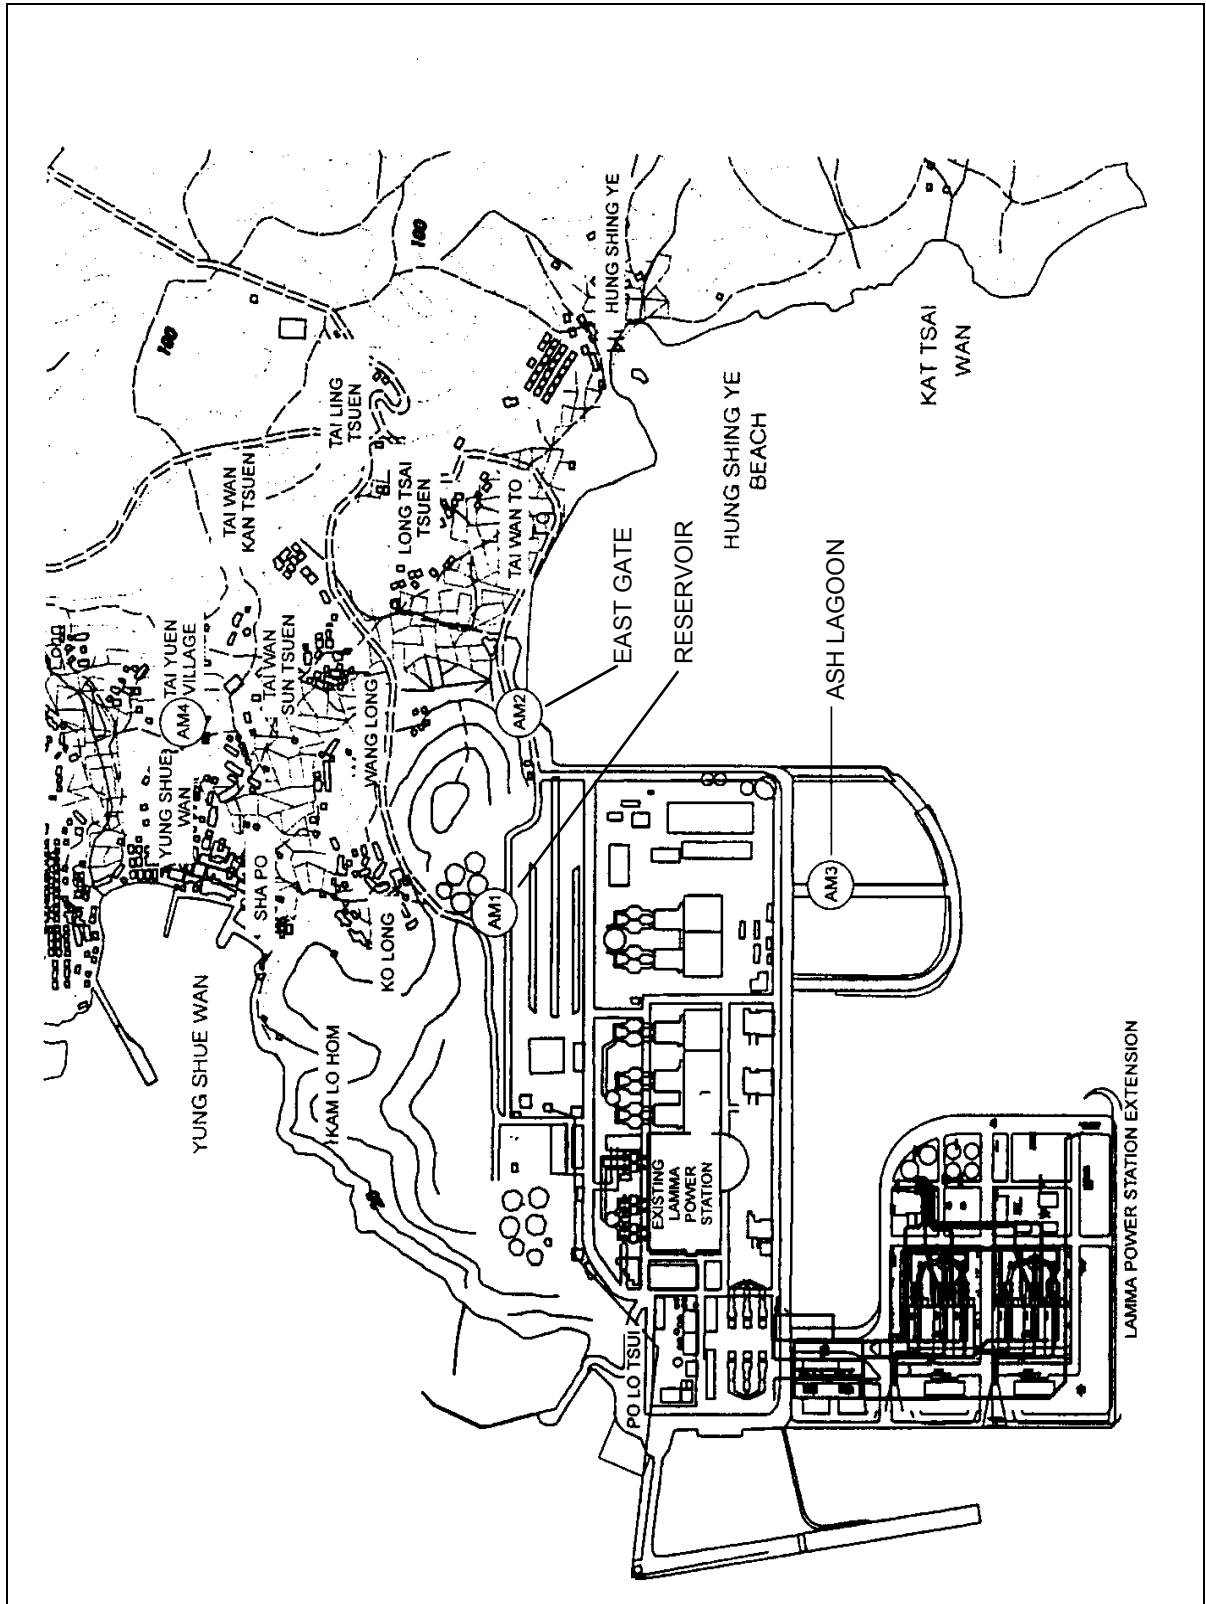 100
100
HUNG SHING YE
KAT TSAI
WAN
TAI LING
TSUEN
HUNG SHING YE
BEACH
TAI WAN
KAN TSUEN
LONG TSAI
TSUEN
TAI WAN TO
EAST GATE
RESERVOIR
ASH LAGOON
Long
TAI YUEN
VILLAGE
TAI WAN
SUN TSUEN
WANG LONG
AM4
AM2
YUNG SHUE
WAN
SHA PO
KO LONG
AM1
AM3
YUNG SHUE WAN
KAM LO HOM
EXISTING
LAMMA
POWER
STATION
PO LO TSUI
LAMMA POWER STATION EXTENSION